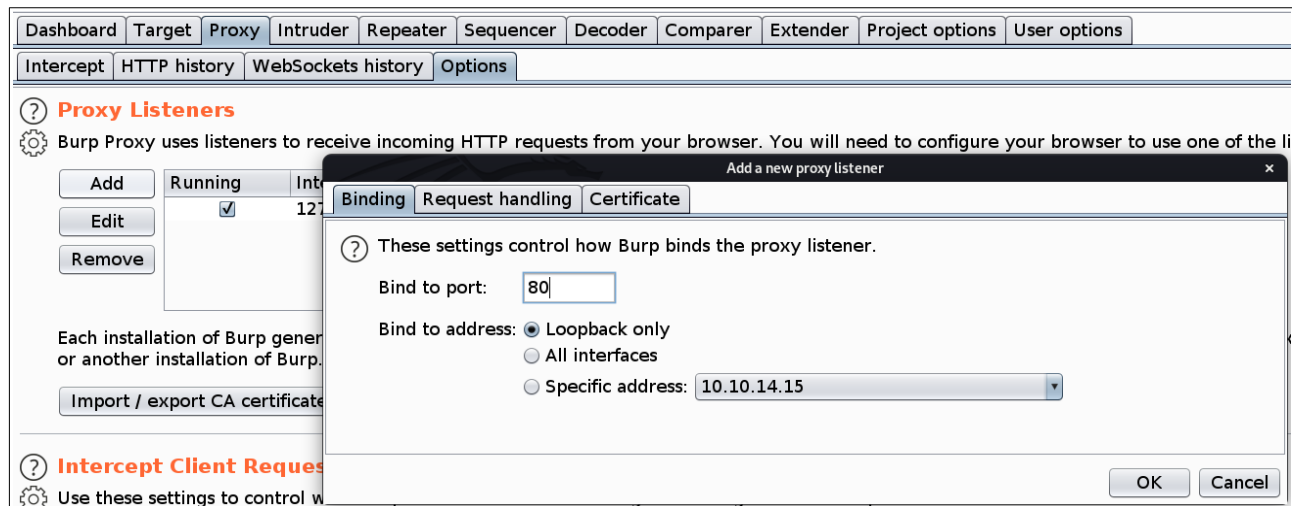 Dashboard Target Proxy Intruder Repeater Sequencer Decoder Comparer Extender Project options User options
Intercept HTTP history WebSockets history Options
? Proxy Listeners
Burp Proxy uses listeners to receive incoming HTTP requests from your browser. You will need to configure your browser to use one of the li
Add
Edit
Remove
Running Inte
127
Each installation of Burp gener
or another installation of Burp.
Import / export CA certificate
? Intercept Client Reques
Use these settings to control w
Add a new proxy listener ×
Binding Request handling Certificate
? These settings control how Burp binds the proxy listener.
Bind to port: 80
Bind to address: Loopback only
All interfaces
Specific address: 10.10.14.15
OK Cancel